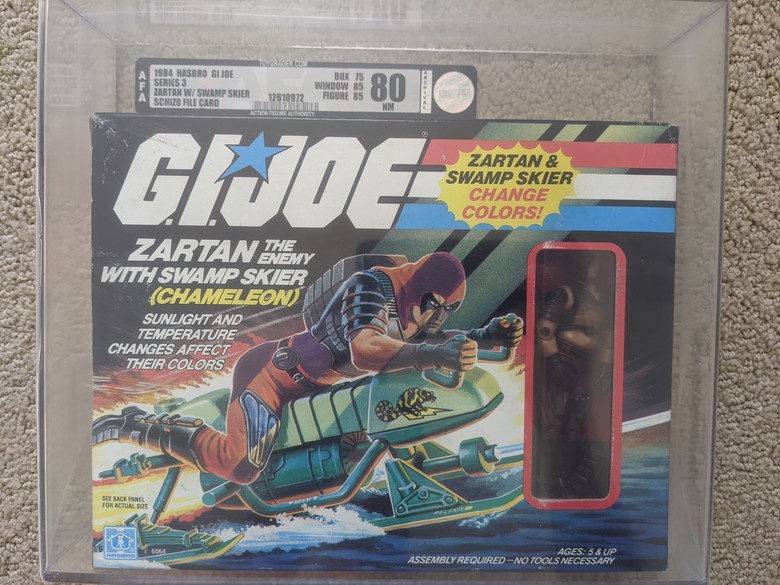 TOYGRADER.COM
AFA
1984 HASBRO GI JOE
SERIES 3
ZARTAN W/ SWAMP SKIER
SCHIZO FILE CARD
12610972
BOX 75
WINDOW 85
FIGURE 85
80
NM
ARCHIVAL
ACTION FIGURE AUTHORITY
G.I.JOE
ZARTAN &
SWAMP SKIER
CHANGE
COLORS!
ZARTAN THE ENEMY
WITH SWAMP SKIER
(CHAMELEON)
SUNLIGHT AND
TEMPERATURE
CHANGES AFFECT
THEIR COLORS
SEE BACK PANEL
FOR ACTUAL SIZE
HASBRO
6064
AGES: 5 & UP
ASSEMBLY REQUIRED—NO TOOLS NECESSARY